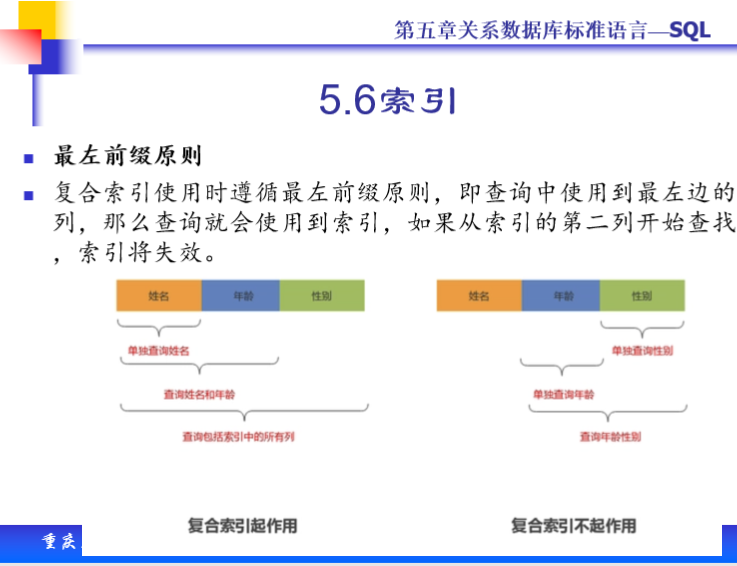 第五章关系数据库标准语言—SQL
5.6索引
最左前缀原则
复合索引使用时遵循最左前缀原则，即查询中使用到最左边的
列，那么查询就会使用到索引，如果从索引的第二列开始查找
，索引将失效。
姓名 年龄 性别
单独查询姓名
查询姓名和年龄
查询包括索引中的所有列
复合索引起作用
姓名 年龄 性别
单独查询性别
单独查询年龄
查询年龄性别
复合索引不起作用
重庆